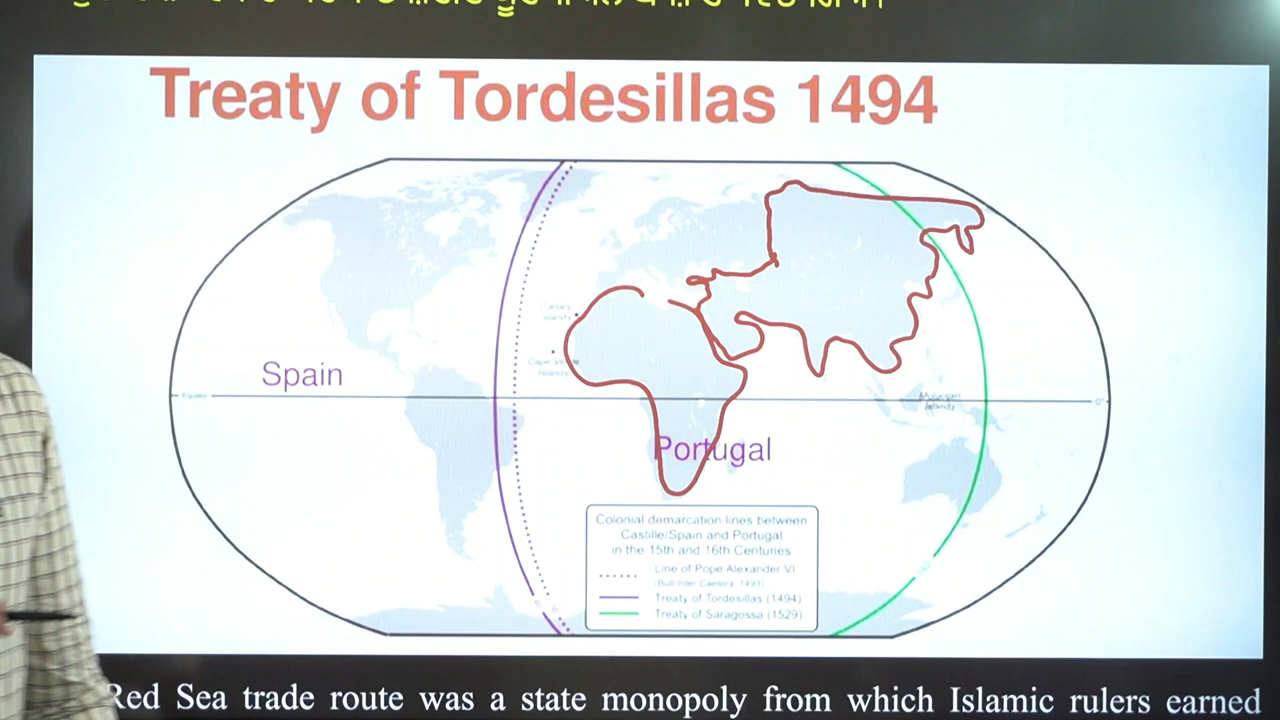 Treaty of Tordesillas 1494
Canary
Islands
Cape Verde
Islands
Spain
Equator
Moluccan
Islands
0°
Portugal
Colonial demarcation lines between
Castille/Spain and Portugal
in the 15th and 16th Centuries
Line of Pope Alexander VI
(Bull Inter Caetera, 1493)
Treaty of Tordesillas (1494)
Treaty of Saragossa (1529)
Red Sea trade route was a state monopoly from which Islamic rulers earned